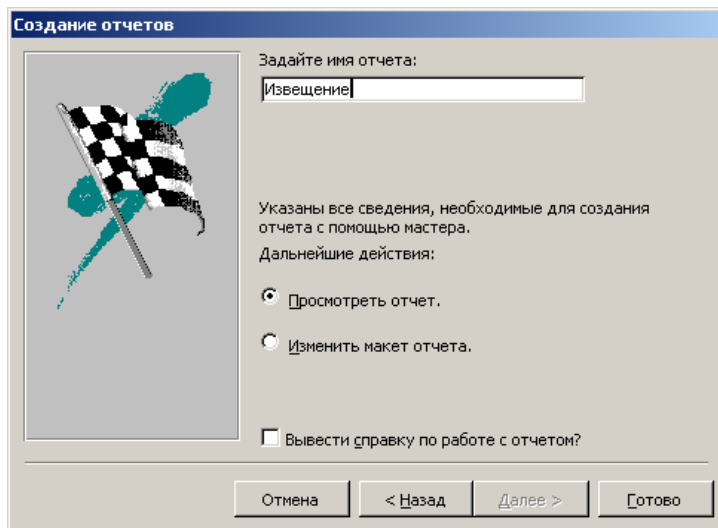 Создание отчетов
Задайте имя отчета:
Извещение
Указаны все сведения, необходимые для создания
отчета с помощью мастера.
Дальнейшие действия:
Просмотреть отчет.
Изменить макет отчета.
Вывести справку по работе с отчетом?
Отмена
< Назад
Далее >
Готово